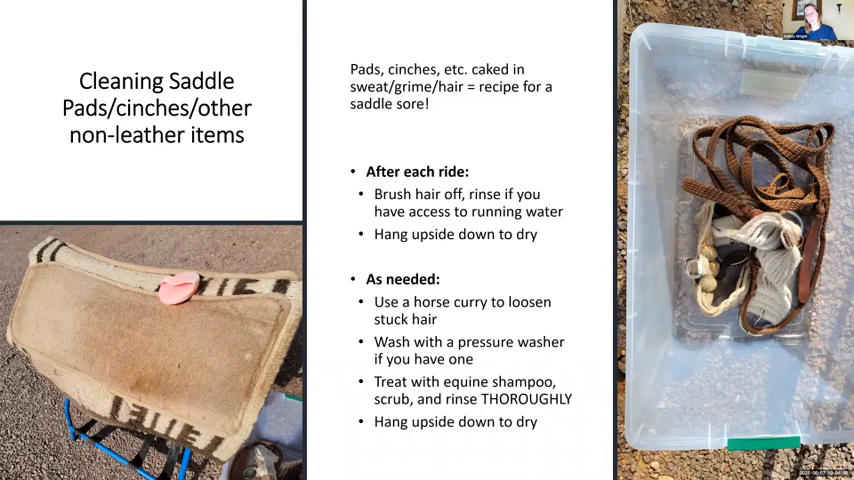 Cleaning Saddle
Pads/cinches/other
non-leather items
Pads, cinches, etc. caked in
sweat/grime/hair = recipe for a
saddle sore!
• After each ride:
• Brush hair off, rinse if you
have access to running water
• Hang upside down to dry
• As needed:
• Use a horse curry to loosen
stuck hair
• Wash with a pressure washer
if you have one
• Treat with equine shampoo,
scrub, and rinse THOROUGHLY
• Hang upside down to dry